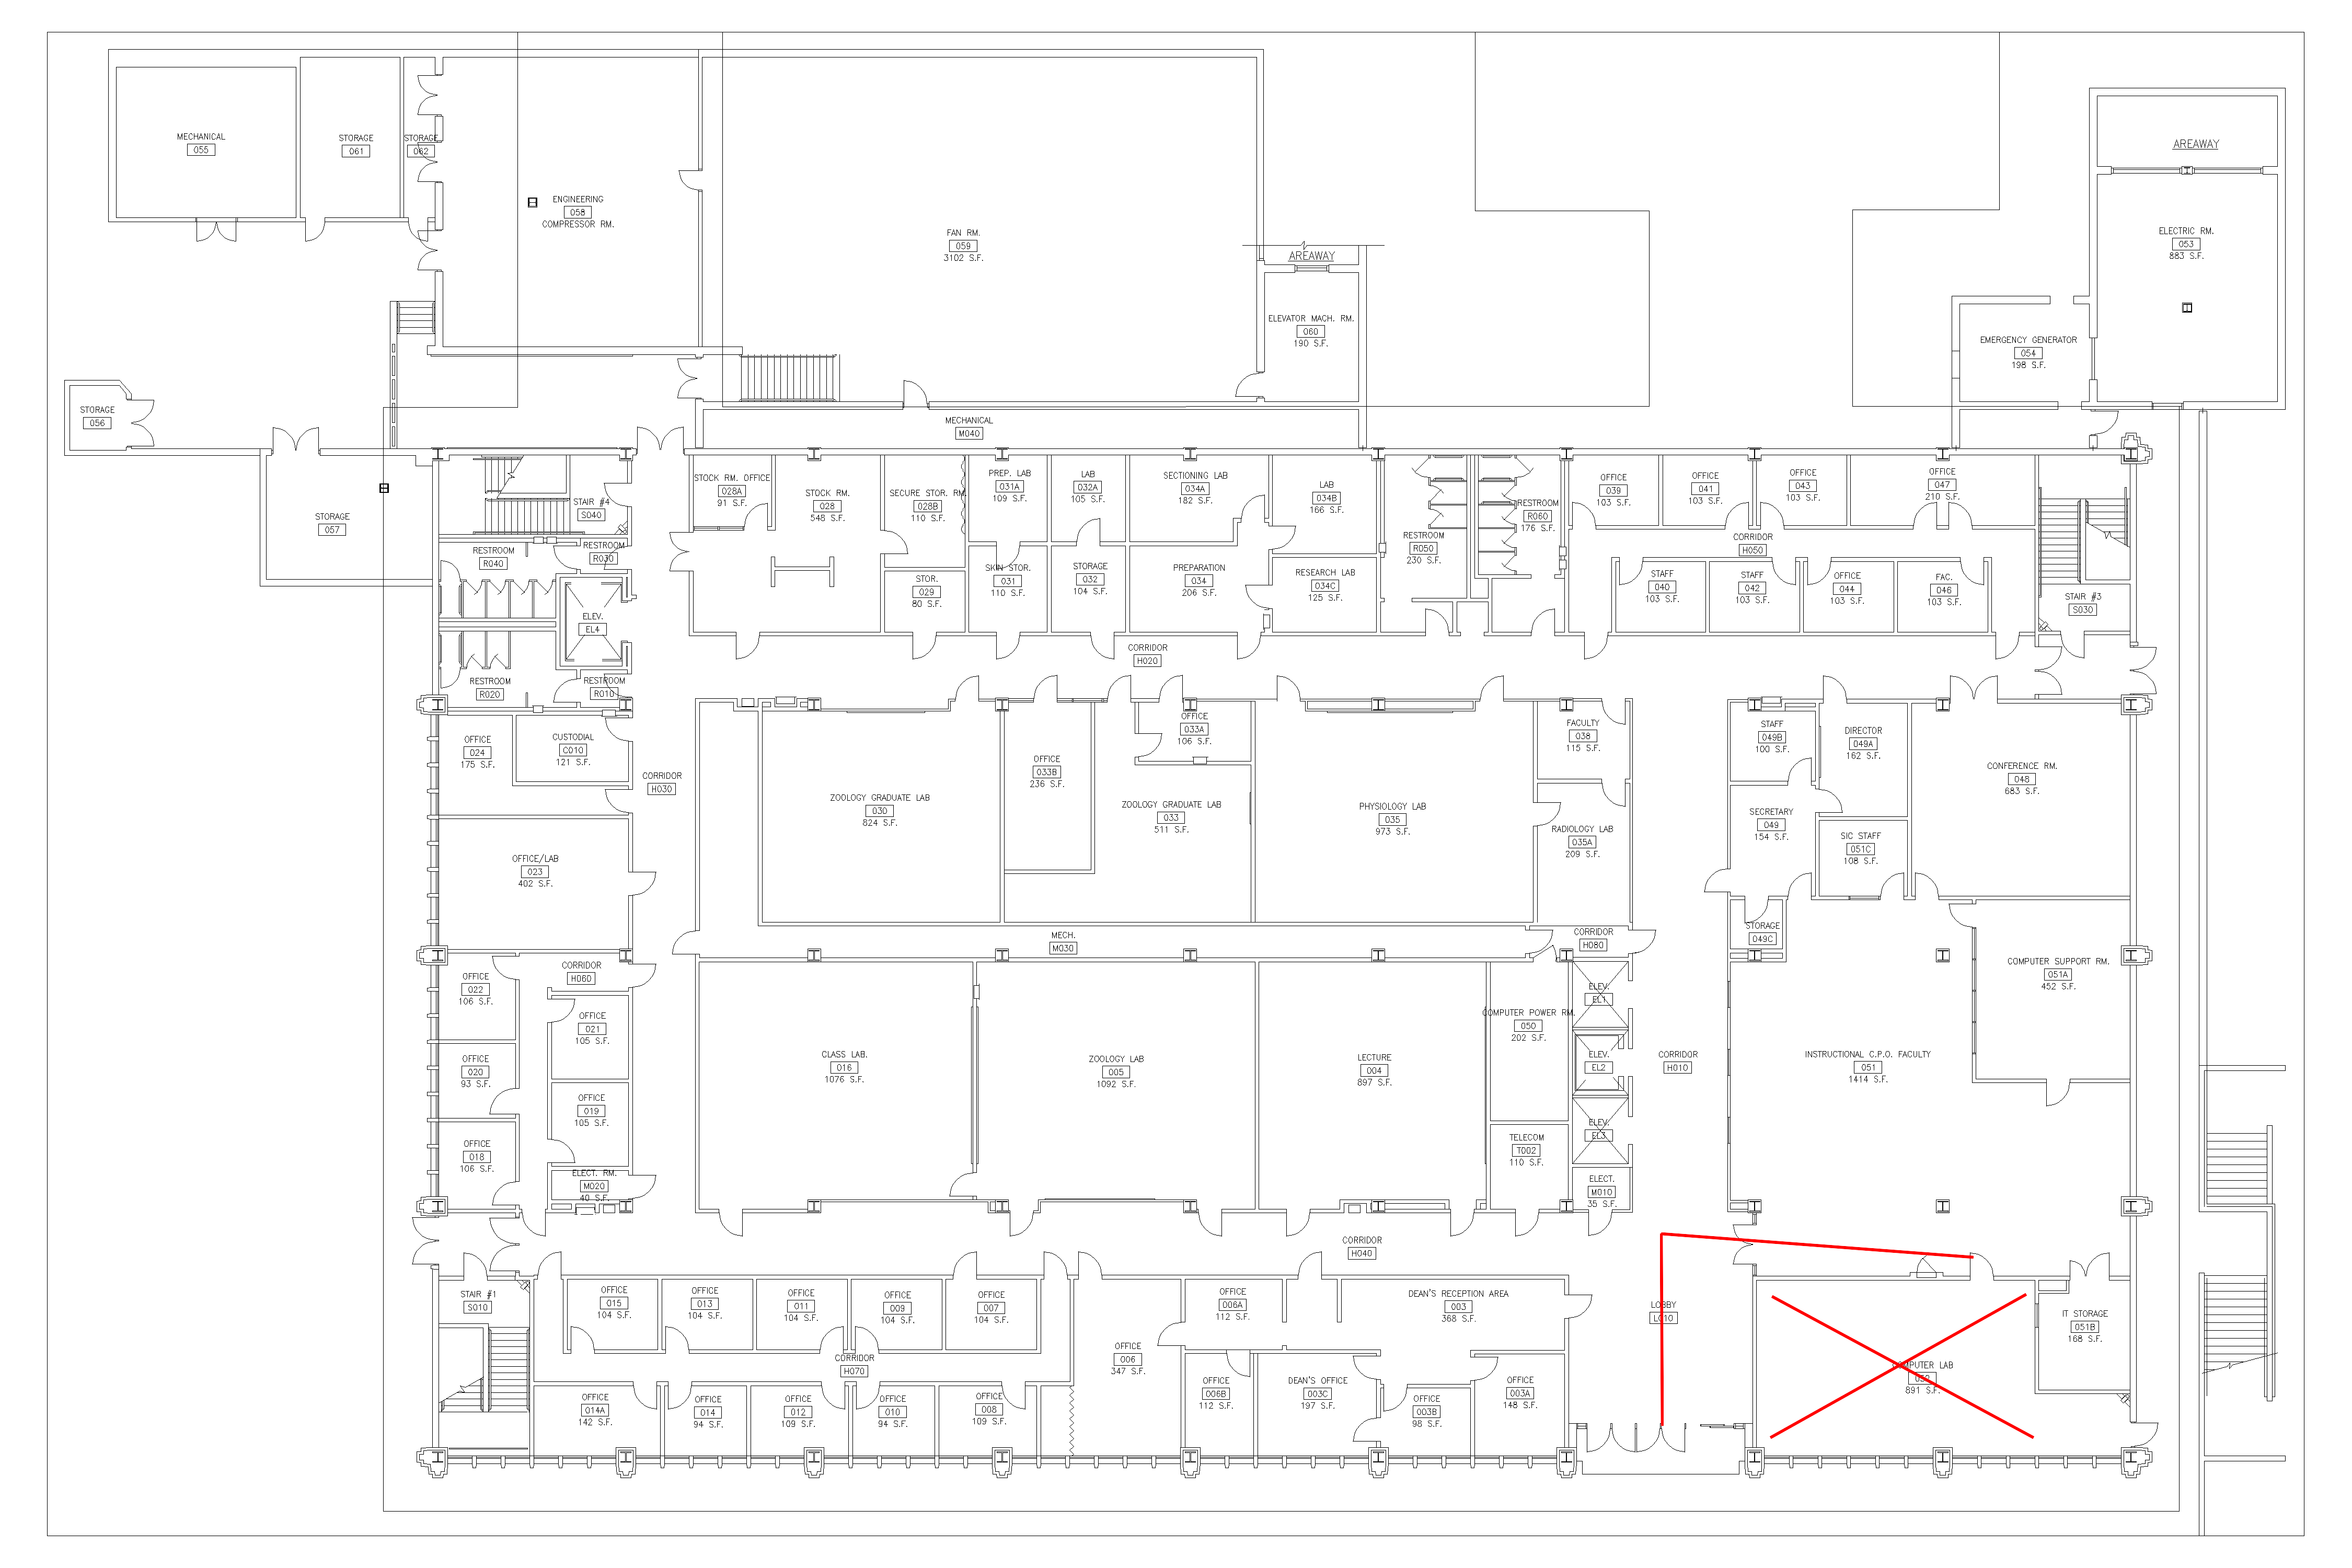 MECHANICAL
055
STORAGE
061
STORAGE
062
ENGINEERING
058
COMPRESSOR RM.
FAN RM.
059
3102 S.F.
AREAWAY
ELEVATOR MACH. RM.
060
190 S.F.
AREAWAY
ELECTRIC RM.
053
883 S.F.
EMERGENCY GENERATOR
054
198 S.F.
STORAGE
056
MECHANICAL
M040
STORAGE
057
STAIR #4
S040
STOCK RM. OFFICE
028A
91 S.F.
STOCK RM.
028
548 S.F.
SECURE STOR. RM.
028B
110 S.F.
PREP. LAB
031A
109 S.F.
LAB
032A
105 S.F.
SECTIONING LAB
034A
182 S.F.
LAB
034B
166 S.F.
RESTROOM
R050
230 S.F.
RESTROOM
R060
176 S.F.
OFFICE
039
103 S.F.
OFFICE
041
103 S.F.
OFFICE
043
103 S.F.
OFFICE
047
210 S.F.
CORRIDOR
H050
RESTROOM
R040
RESTROOM
R030
STOR.
029
80 S.F.
SKIN STOR.
031
110 S.F.
STORAGE
032
104 S.F.
PREPARATION
034
206 S.F.
RESEARCH LAB
034C
125 S.F.
STAFF
040
103 S.F.
STAFF
042
103 S.F.
OFFICE
044
103 S.F.
FAC.
046
103 S.F.
STAIR #3
S030
ELEV.
EL4
RESTROOM
R020
RESTROOM
R010
CORRIDOR
H020
OFFICE
024
175 S.F.
CUSTODIAL
C010
121 S.F.
CORRIDOR
H030
ZOOLOGY GRADUATE LAB
030
824 S.F.
OFFICE
033B
236 S.F.
OFFICE
033A
106 S.F.
ZOOLOGY GRADUATE LAB
033
511 S.F.
PHYSIOLOGY LAB
035
973 S.F.
FACULTY
038
115 S.F.
RADIOLOGY LAB
035A
209 S.F.
STAFF
049B
100 S.F.
DIRECTOR
049A
162 S.F.
CONFERENCE RM.
048
683 S.F.
SECRETARY
049
154 S.F.
SIC STAFF
051C
108 S.F.
OFFICE/LAB
023
402 S.F.
MECH.
M030
CORRIDOR
H080
STORAGE
049C
COMPUTER SUPPORT RM.
051A
452 S.F.
OFFICE
022
106 S.F.
CORRIDOR
H060
OFFICE
021
105 S.F.
OFFICE
020
93 S.F.
OFFICE
019
105 S.F.
OFFICE
018
106 S.F.
ELECT. RM.
M020
40 S.F.
CLASS LAB.
016
1076 S.F.
ZOOLOGY LAB
005
1092 S.F.
LECTURE
004
897 S.F.
COMPUTER POWER RM.
050
202 S.F.
ELEV.
EL1
ELEV.
EL2
ELEV.
EL3
TELECOM
T002
110 S.F.
ELECT.
M010
35 S.F.
CORRIDOR
H010
INSTRUCTIONAL C.P.O. FACULTY
051
1414 S.F.
CORRIDOR
H040
STAIR #1
S010
OFFICE
015
104 S.F.
OFFICE
013
104 S.F.
OFFICE
011
104 S.F.
OFFICE
009
104 S.F.
OFFICE
007
104 S.F.
CORRIDOR
H070
OFFICE
014A
142 S.F.
OFFICE
014
94 S.F.
OFFICE
012
109 S.F.
OFFICE
010
94 S.F.
OFFICE
008
109 S.F.
OFFICE
006
347 S.F.
OFFICE
006A
112 S.F.
OFFICE
006B
112 S.F.
DEAN'S OFFICE
003C
197 S.F.
DEAN'S RECEPTION AREA
003
368 S.F.
OFFICE
003B
98 S.F.
OFFICE
003A
148 S.F.
LOBBY
L010
COMPUTER LAB
052
891 S.F.
IT STORAGE
051B
168 S.F.